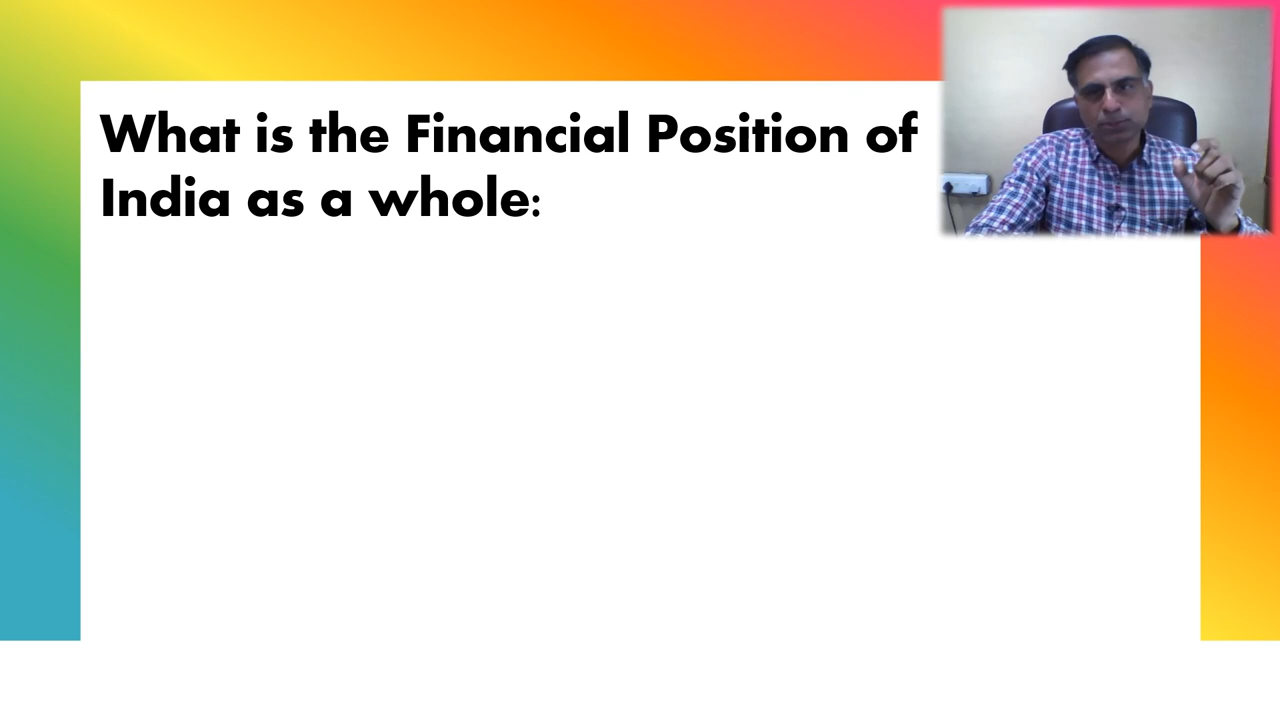 What is the Financial Position of
India as a whole: